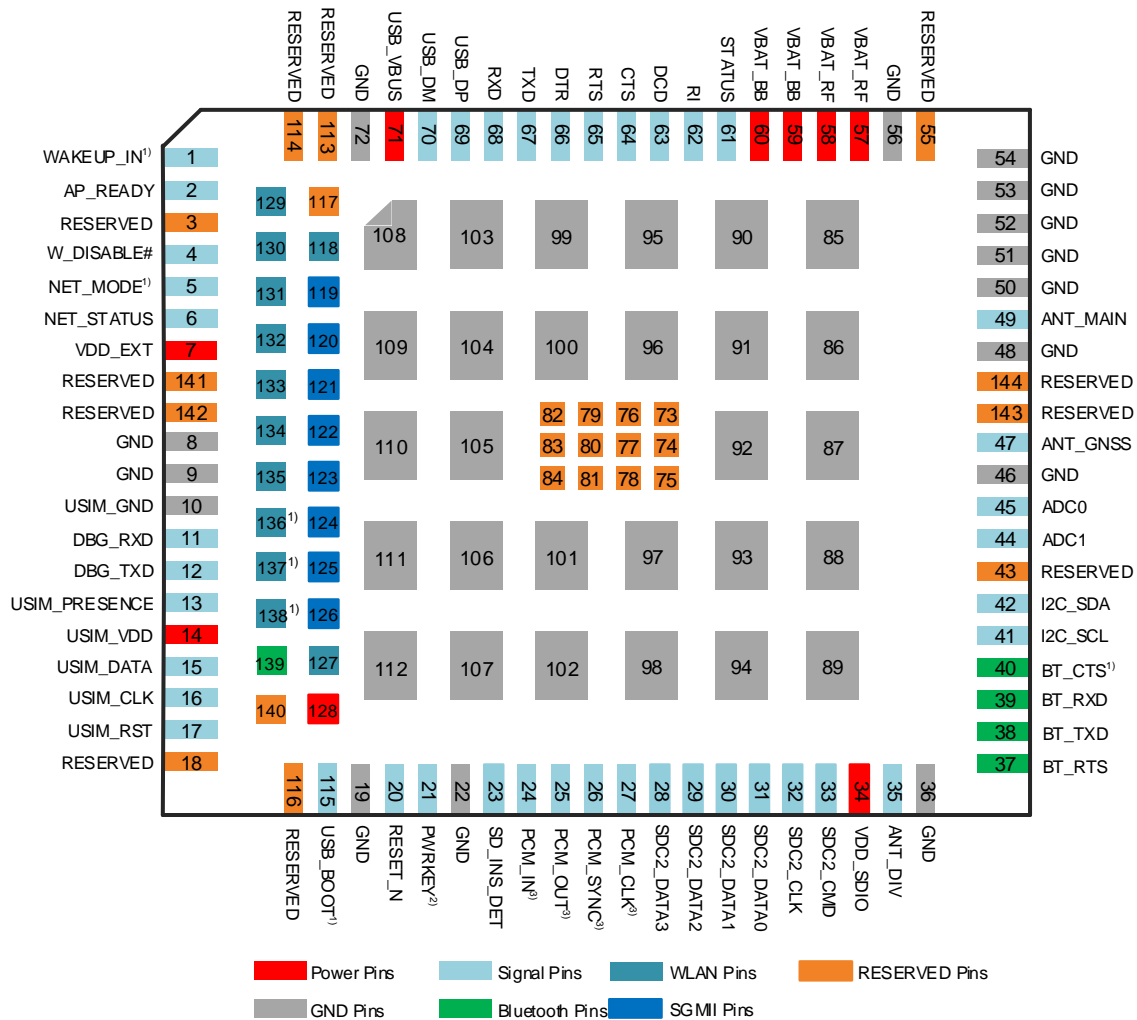 RESERVED
RESERVED
GND
USB_VBUS
USB_DM
USB_DP
RXD
TXD
DTR
RTS
CTS
DCD
RI
STATUS
VBAT_BB
VBAT_BB
VBAT_RF
VBAT_RF
GND
RESERVED
114 113 72 71 70 69 68 67 66 65 64 63 62 61 60 59 58 57 56 55
WAKEUP_IN1) 1
AP_READY 2
RESERVED 3
W_DISABLE# 4
NET_MODE1) 5
NET_STATUS 6
VDD_EXT 7
RESERVED 141
RESERVED 142
GND 8
GND 9
USIM_GND 10
DBG_RXD 11
DBG_TXD 12
USIM_PRESENCE 13
USIM_VDD 14
USIM_DATA 15
USIM_CLK 16
USIM_RST 17
RESERVED 18
129 117
130 118
131 119
132 120
133 121
134 122
135 123
1361) 124
1371) 125
1381) 126
139 127
140 128
108 103 99 95 90 85
109 104 100 96 91 86
110 105 92 87
82 79 76 73
83 80 77 74
84 81 78 75
111 106 101 97 93 88
112 107 102 98 94 89
54 GND
53 GND
52 GND
51 GND
50 GND
49 ANT_MAIN
48 GND
144 RESERVED
143 RESERVED
47 ANT_GNSS
46 GND
45 ADC0
44 ADC1
43 RESERVED
42 I2C_SDA
41 I2C_SCL
40 BT_CTS1)
39 BT_RXD
38 BT_TXD
37 BT_RTS
116 115 19 20 21 22 23 24 25 26 27 28 29 30 31 32 33 34 35 36
RESERVED
USB_BOOT1)
GND
RESET_N
PWRKEY2)
GND
SD_INS_DET
PCM_IN3)
PCM_OUT3)
PCM_SYNC3)
PCM_CLK3)
SDC2_DATA3
SDC2_DATA2
SDC2_DATA1
SDC2_DATA0
SDC2_CLK
SDC2_CMD
VDD_SDIO
ANT_DIV
GND
Power Pins Signal Pins WLAN Pins RESERVED Pins
GND Pins Bluetooth Pins SGMII Pins